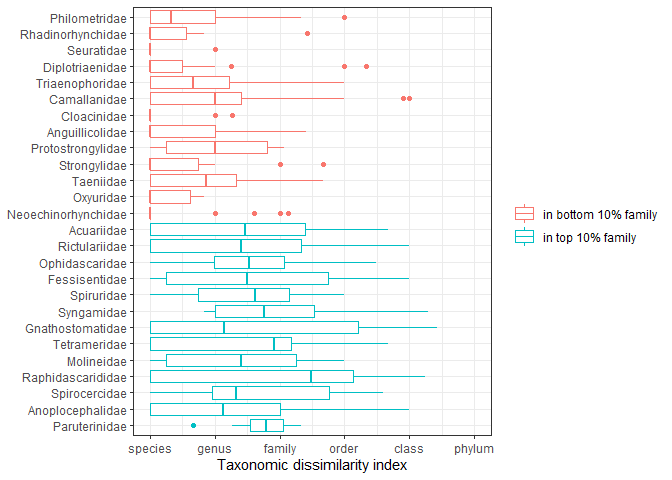 Philometridae
Rhadinorhynchidae
Seuratidae
Diplotriaenidae
Triaenophoridae
Camallanidae
Cloacinidae
Anguillicolidae
Protostrongylidae
Strongylidae
Taeniidae
Oxyuridae
Neoechinorhynchidae
Acuariidae
Rictulariidae
Ophidascaridae
Fessisentidae
Spiruridae
Syngamidae
Gnathostomatidae
Tetrameridae
Molineidae
Raphidascarididae
Spirocercidae
Anoplocephalidae
Paruterinidae
species genus family order class phylum
Taxonomic dissimilarity index
in bottom 10% family
in top 10% family